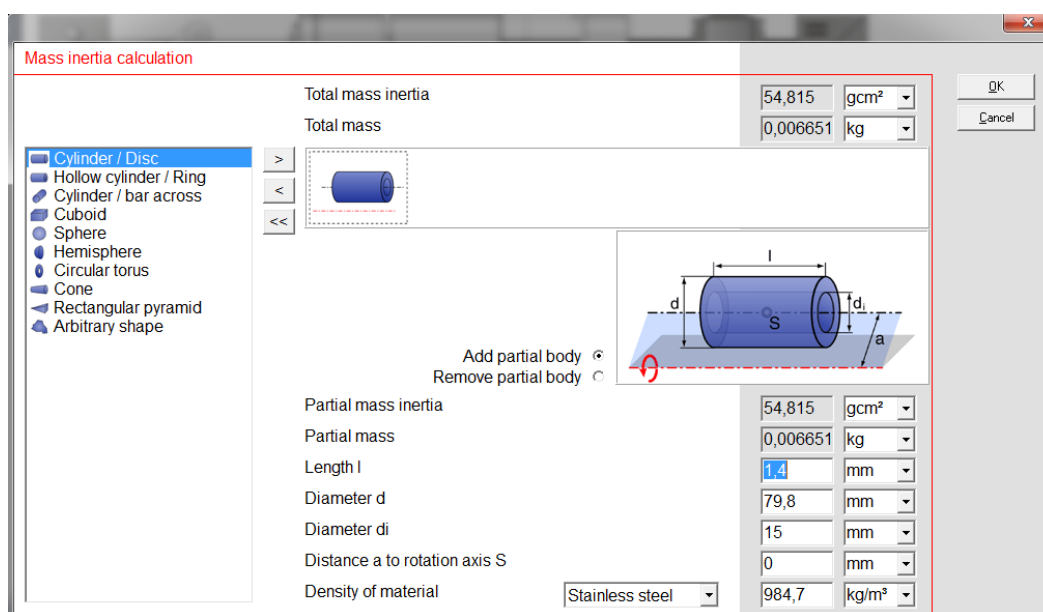 x
Mass inertia calculation
Total mass inertia 54,815 gcm²
OK
Total mass 0,006651 kg
Cancel
Cylinder / Disc
Hollow cylinder / Ring
Cylinder / bar across
Cuboid
Sphere
Hemisphere
Circular torus
Cone
Rectangular pyramid
Arbitrary shape
>
<
<<
l
d
S
di
a
Add partial body
Remove partial body
Partial mass inertia 54,815 gcm²
Partial mass 0,006651 kg
Length l 1,4 mm
Diameter d 79,8 mm
Diameter di 15 mm
Distance a to rotation axis S 0 mm
Density of material Stainless steel 984,7 kg/m³